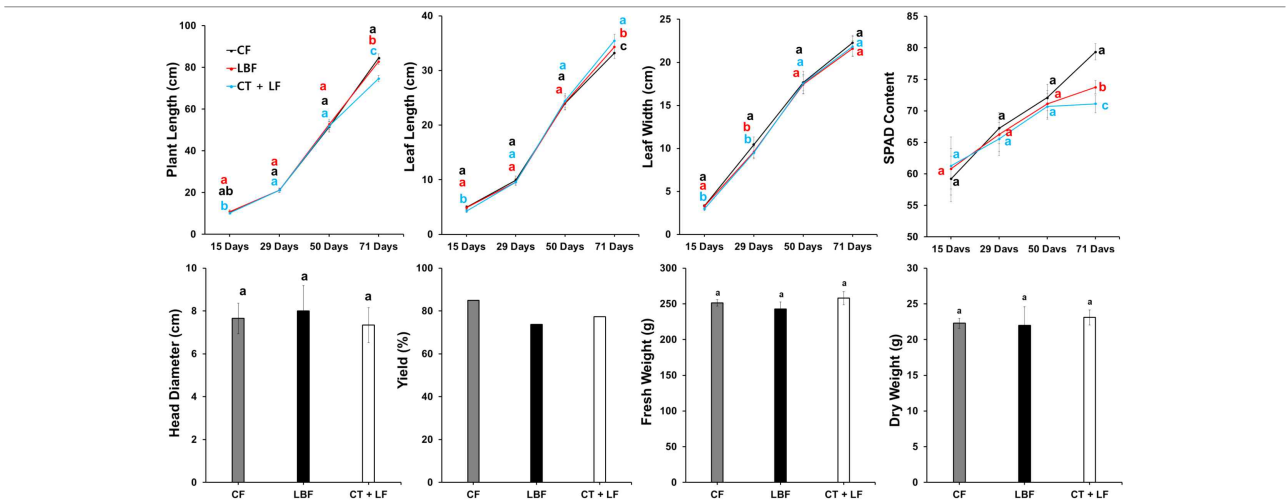 Plant Length (cm)
100
80
60
40
20
0
CF
LBF
CT + LF
a
ab
b
a
a
a
a
a
a
a
b
c
15 Days
29 Days
50 Days
71 Days
Leaf Length (cm)
40
30
20
10
0
a
a
b
a
a
a
a
a
a
a
b
c
15 Days
29 Days
50 Days
71 Days
Leaf Width (cm)
25
20
15
10
5
0
a
a
b
a
b
b
a
a
a
a
a
a
15 Days
29 Days
50 Days
71 Days
SPAD Content
85
80
75
70
65
60
55
50
a
a
a
a
a
a
a
a
a
a
b
c
15 Days
29 Days
50 Days
71 Days
Head Diameter (cm)
10
8
6
4
2
0
a
a
a
CF
LBF
CT + LF
Yield (%)
100
80
60
40
20
0
CF
LBF
CT + LF
Fresh Weight (g)
300
250
200
150
100
50
0
a
a
a
CF
LBF
CT + LF
Dry Weight (g)
30
25
20
15
10
5
0
a
a
a
CF
LBF
CT + LF